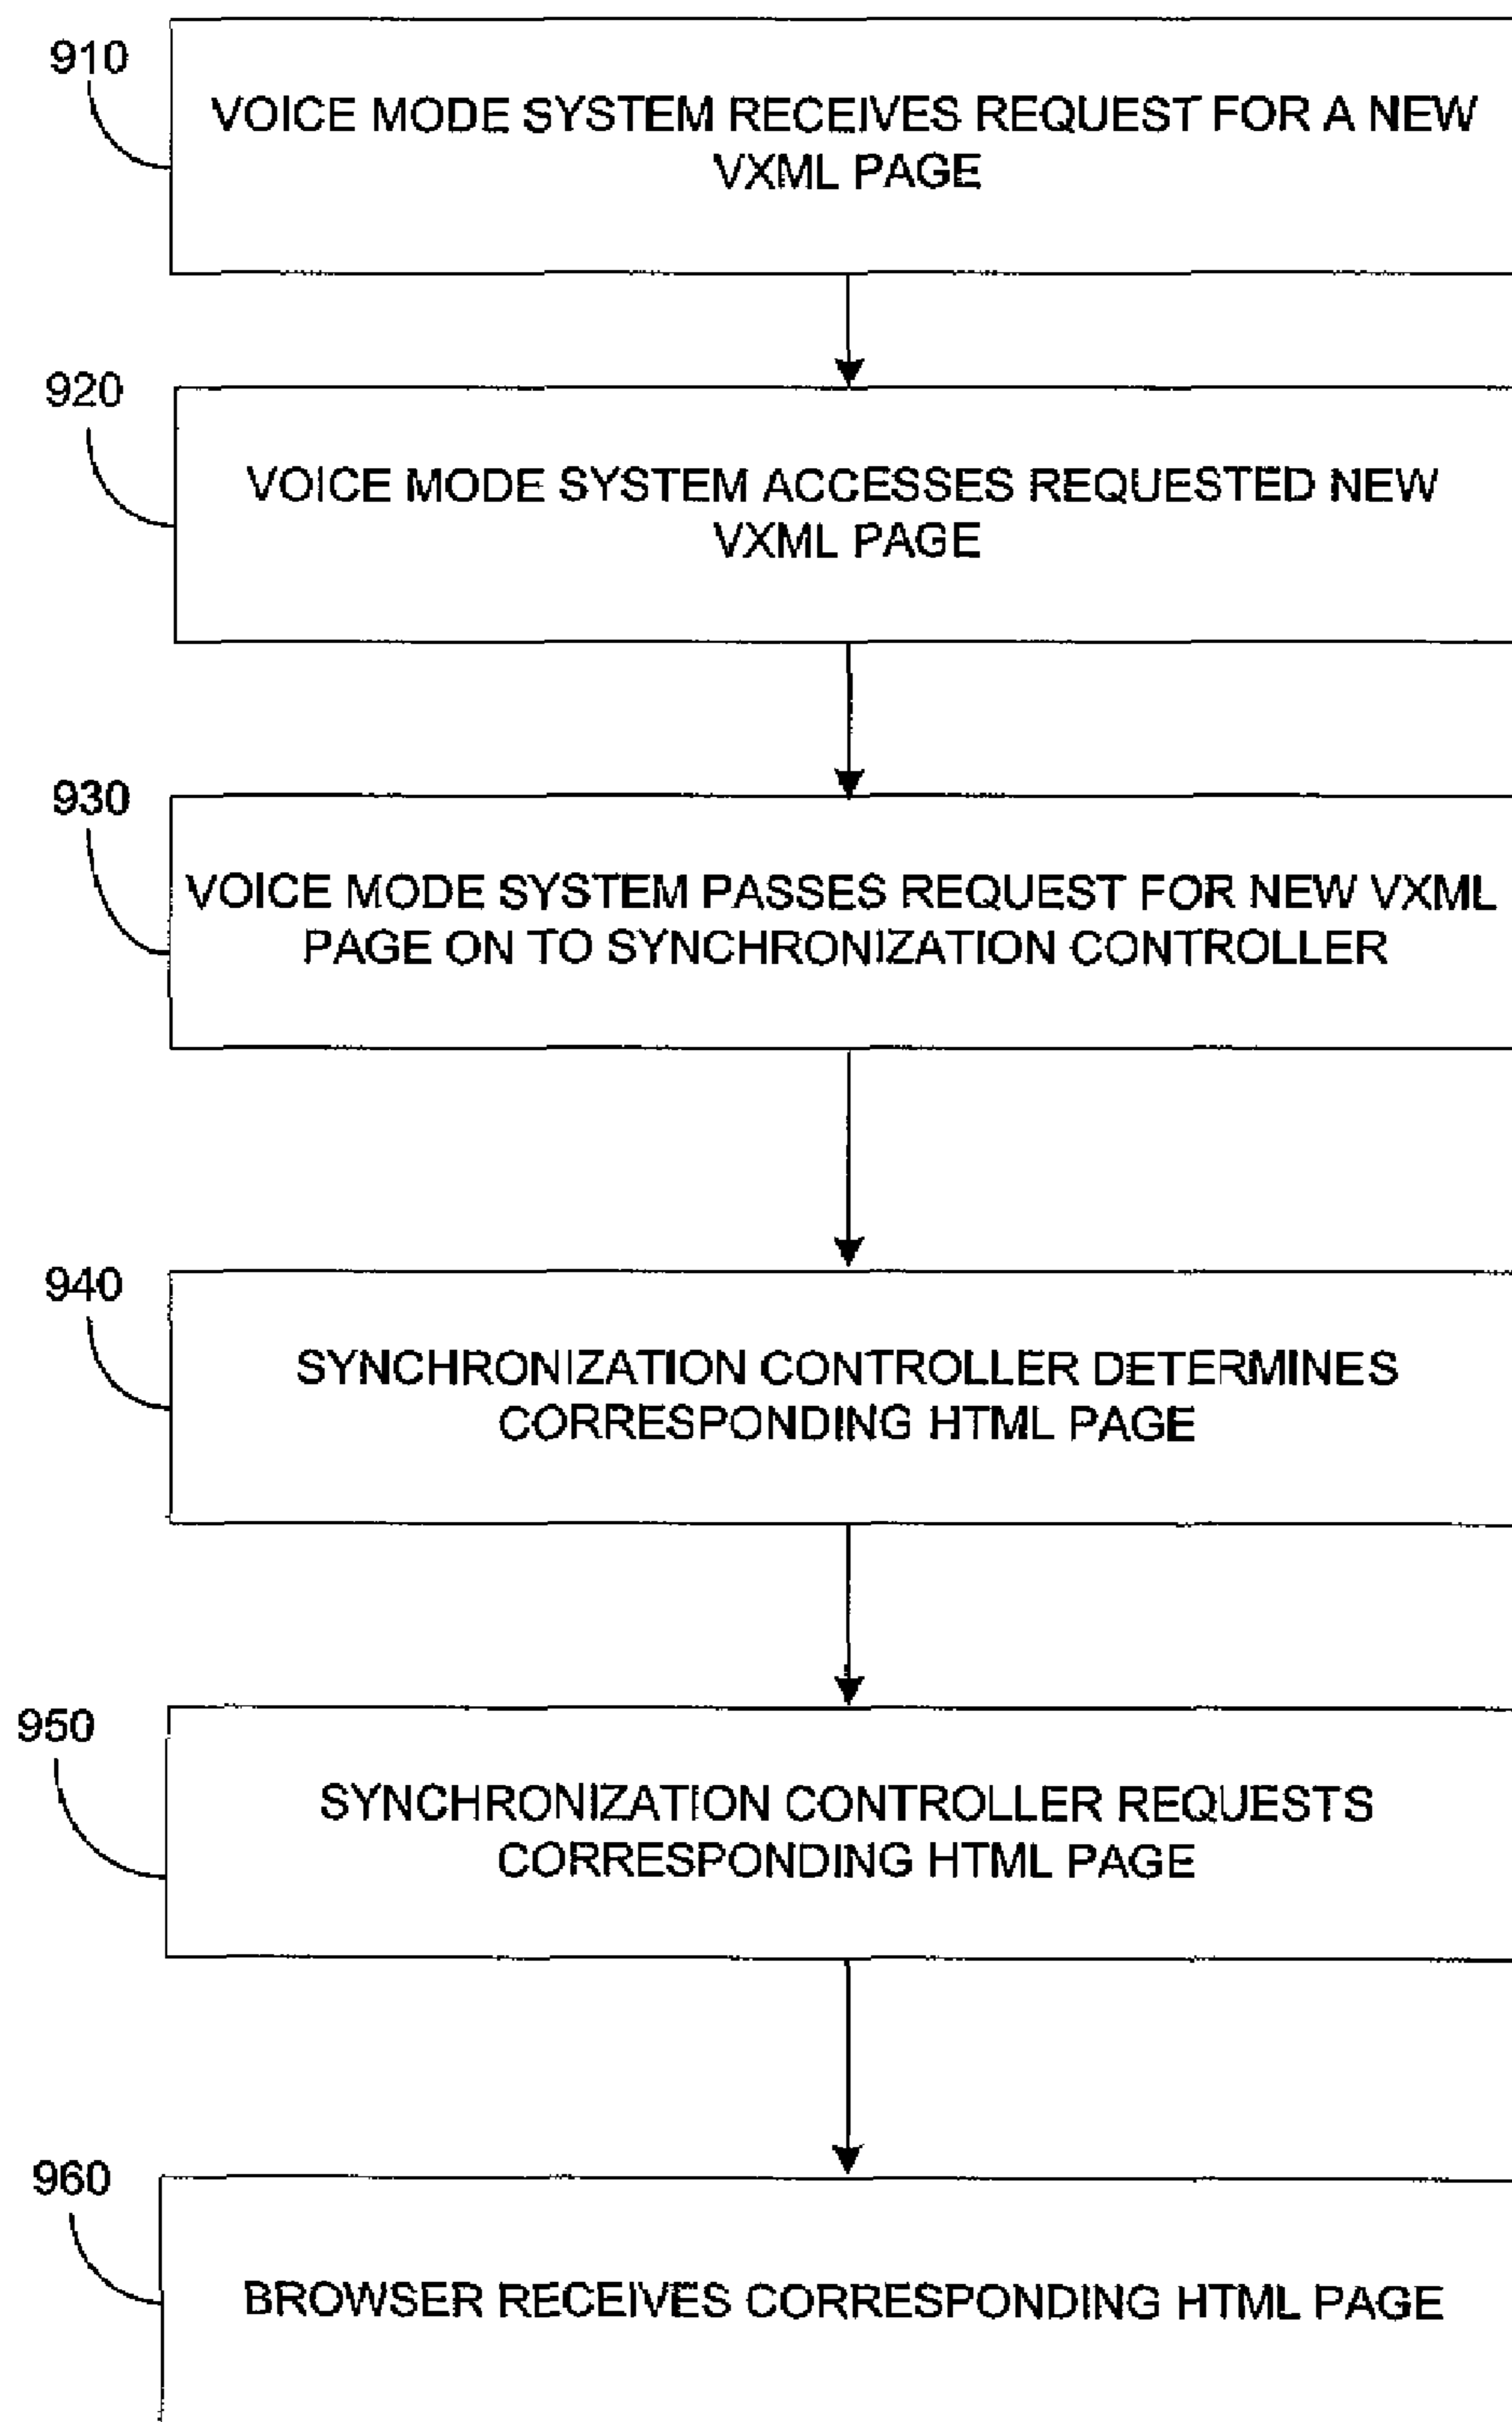 910
VOICE MODE SYSTEM RECEIVES REQUEST FOR A NEW
VXML PAGE
920
VOICE MODE SYSTEM ACCESSES REQUESTED NEW
VXML PAGE
930
VOICE MODE SYSTEM PASSES REQUEST FOR NEW VXML
PAGE ON TO SYNCHRONIZATION CONTROLLER
940
SYNCHRONIZATION CONTROLLER DETERMINES
CORRESPONDING HTML PAGE
950
SYNCHRONIZATION CONTROLLER REQUESTS
CORRESPONDING HTML PAGE
960
BROWSER RECEIVES CORRESPONDING HTML PAGE